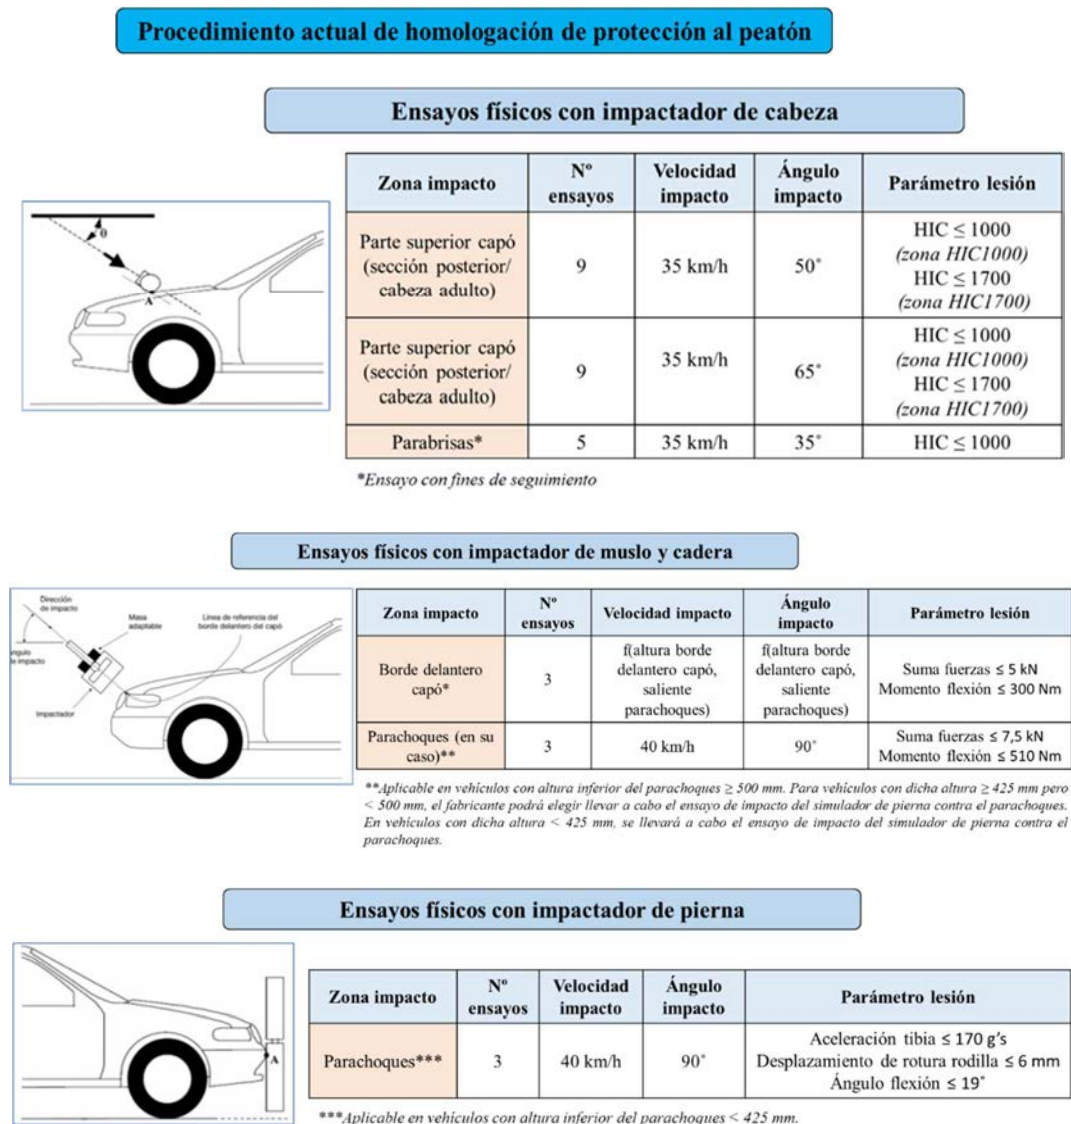 Procedimiento actual de homologación de protección al peatón
Ensayos físicos con impactador de cabeza
Zona impacto
Nº
ensayos
Velocidad
impacto
Ángulo
impacto
Parámetro lesión
θ
A
Parte superior capó
(sección posterior/
cabeza adulto)
9
35 km/h
50˚
HIC ≤ 1000
(zona HIC1000)
HIC ≤ 1700
(zona HIC1700)
Parte superior capó
(sección posterior/
cabeza adulto)
9
35 km/h
65˚
HIC ≤ 1000
(zona HIC1000)
HIC ≤ 1700
(zona HIC1700)
Parabrisas*
5
35 km/h
35˚
HIC ≤ 1000
*Ensayo con fines de seguimiento
Ensayos físicos con impactador de muslo y cadera
Dirección
de impacto
Masa
adaptable
Línea de referencia del
borde delantero del capó
ngulo
e impacto
Impactador
Zona impacto
Nº
ensayos
Velocidad impacto
Ángulo
impacto
Parámetro lesión
Borde delantero
capó*
3
f(altura borde
delantero capó,
saliente
parachoques)
f(altura borde
delantero capó,
saliente
parachoques)
Suma fuerzas ≤ 5 kN
Momento flexión ≤ 300 Nm
Parachoques (en su
caso)**
3
40 km/h
90˚
Suma fuerzas ≤ 7,5 kN
Momento flexión ≤ 510 Nm
**Aplicable en vehículos con altura inferior del parachoques ≥ 500 mm. Para vehículos con dicha altura ≥ 425 mm pero
< 500 mm, el fabricante podrá elegir llevar a cabo el ensayo de impacto del simulador de pierna contra el parachoques.
En vehículos con dicha altura < 425 mm, se llevará a cabo el ensayo de impacto del simulador de pierna contra el
parachoques.
Ensayos físicos con impactador de pierna
A
Zona impacto
Nº
ensayos
Velocidad
impacto
Ángulo
impacto
Parámetro lesión
Parachoques***
3
40 km/h
90˚
Aceleración tibia ≤ 170 g's
Desplazamiento de rotura rodilla ≤ 6 mm
Ángulo flexión ≤ 19˚
***Aplicable en vehículos con altura inferior del parachoques < 425 mm.